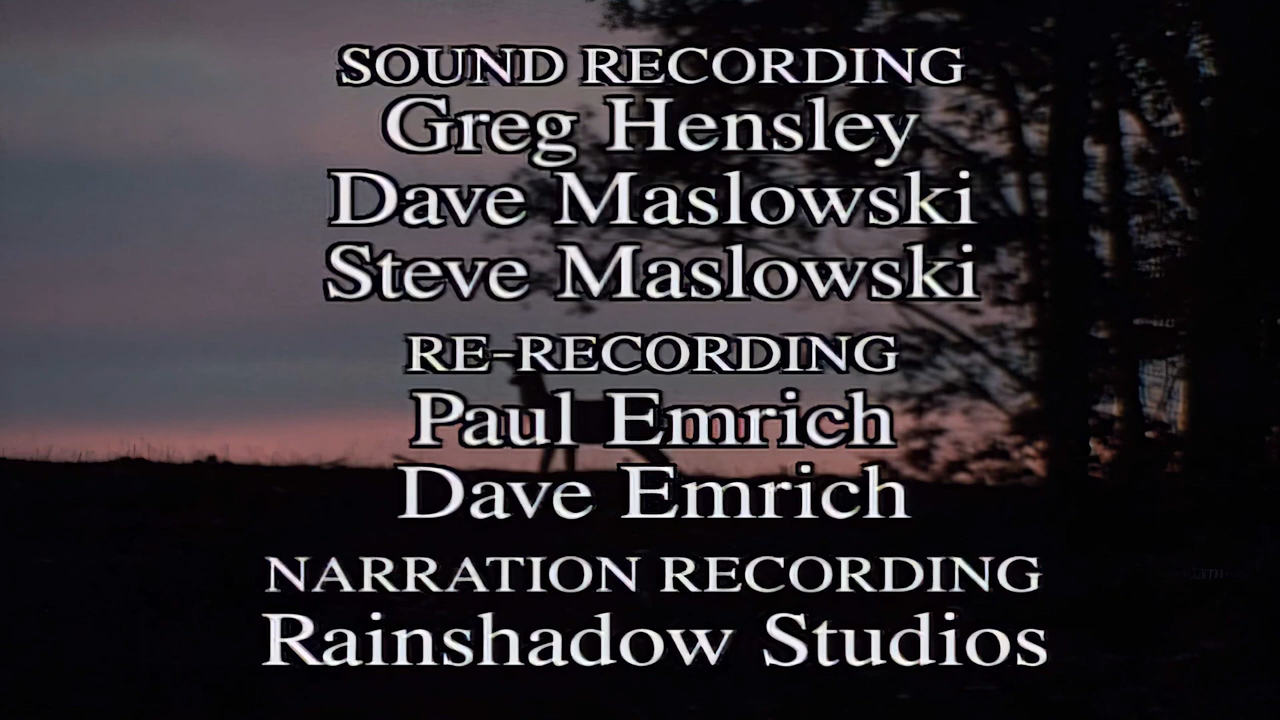 SOUND RECORDING
Greg Hensley
Dave Maslowski
Steve Maslowski
RE-RECORDING
Paul Emrich
Dave Emrich
NARRATION RECORDING
Rainshadow Studios